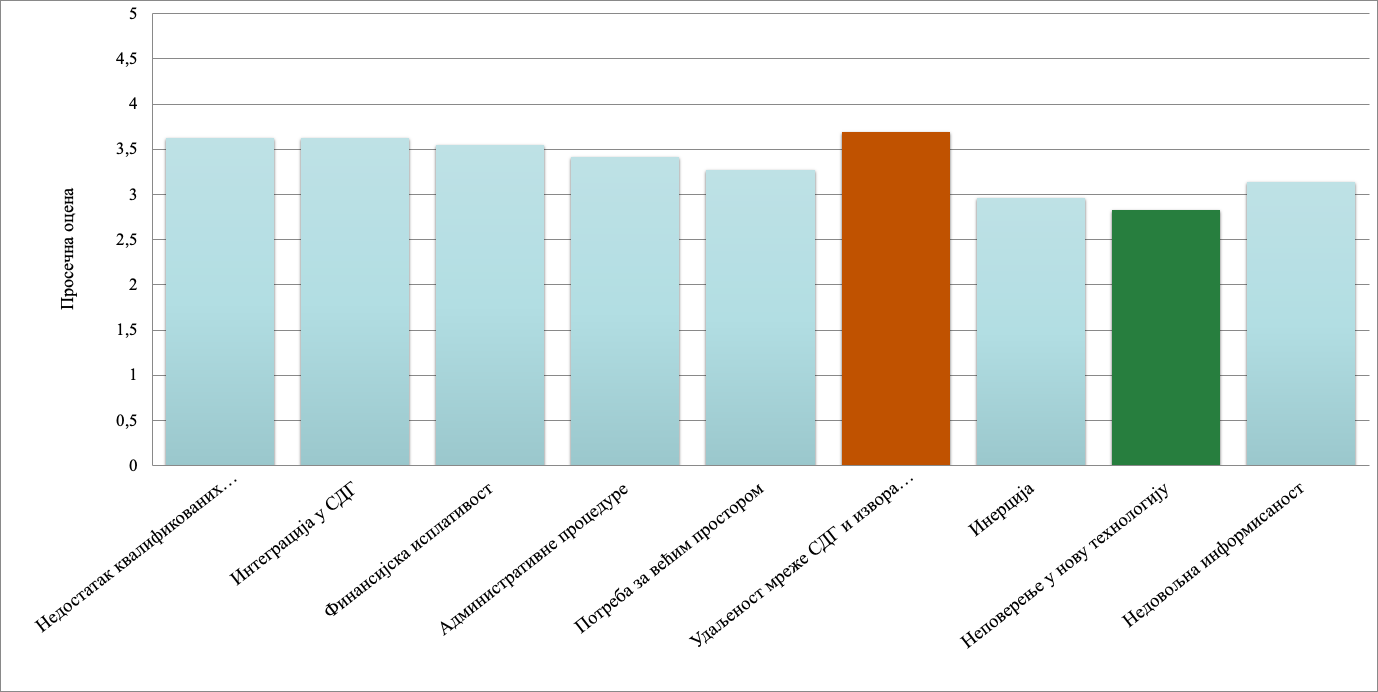 5
4,5
4
3,5
3
2,5
2
1,5
1
0,5
0
Просечна оцена
Недостатак квалификованих…
Интеграција у СДГ
Финансијска исплативост
Административне процедуре
Потреба за већим простором
Удаљеност мреже СДГ и извора…
Инерција
Неповерење у нову технологију
Недовољна информисаност